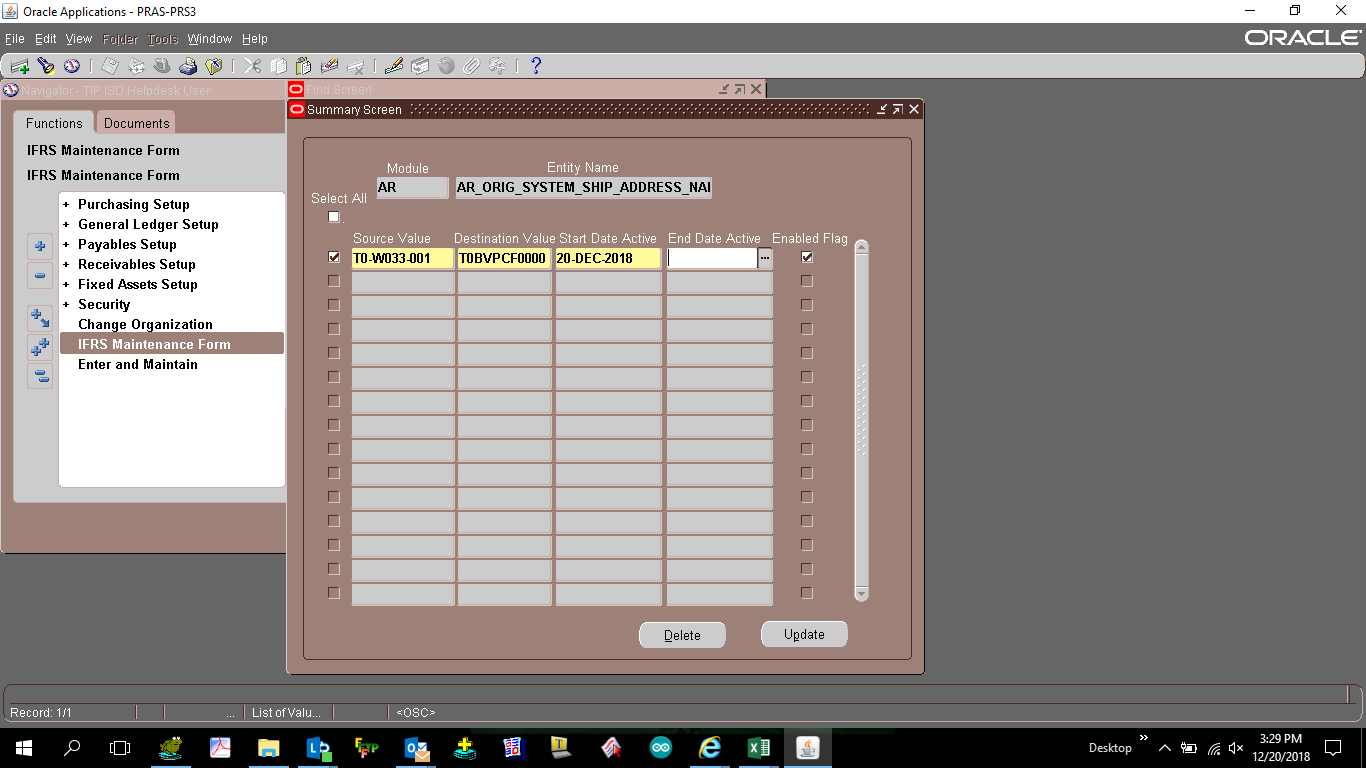 Oracle Applications - PRAS-PRS3
File Edit View Folder Tools Window Help
ORACLE
Navigator - TIP ISD Helpdesk User
Find Screen
Summary Screen
Functions Documents
IFRS Maintenance Form
IFRS Maintenance Form
+ Purchasing Setup
+ General Ledger Setup
+ Payables Setup
+ Receivables Setup
+ Fixed Assets Setup
+ Security
Change Organization
IFRS Maintenance Form
Enter and Maintain
Module Entity Name
AR AR_ORIG_SYSTEM_SHIP_ADDRESS_NAI
Select All
Source Value Destination Value Start Date Active End Date Active Enabled Flag
T0-W033-001 T0BVPCF0000 20-DEC-2018 ...
Delete Update
Record: 1/1 ... List of Valu... <OSC>
Desktop » 3:29 PM
12/20/2018